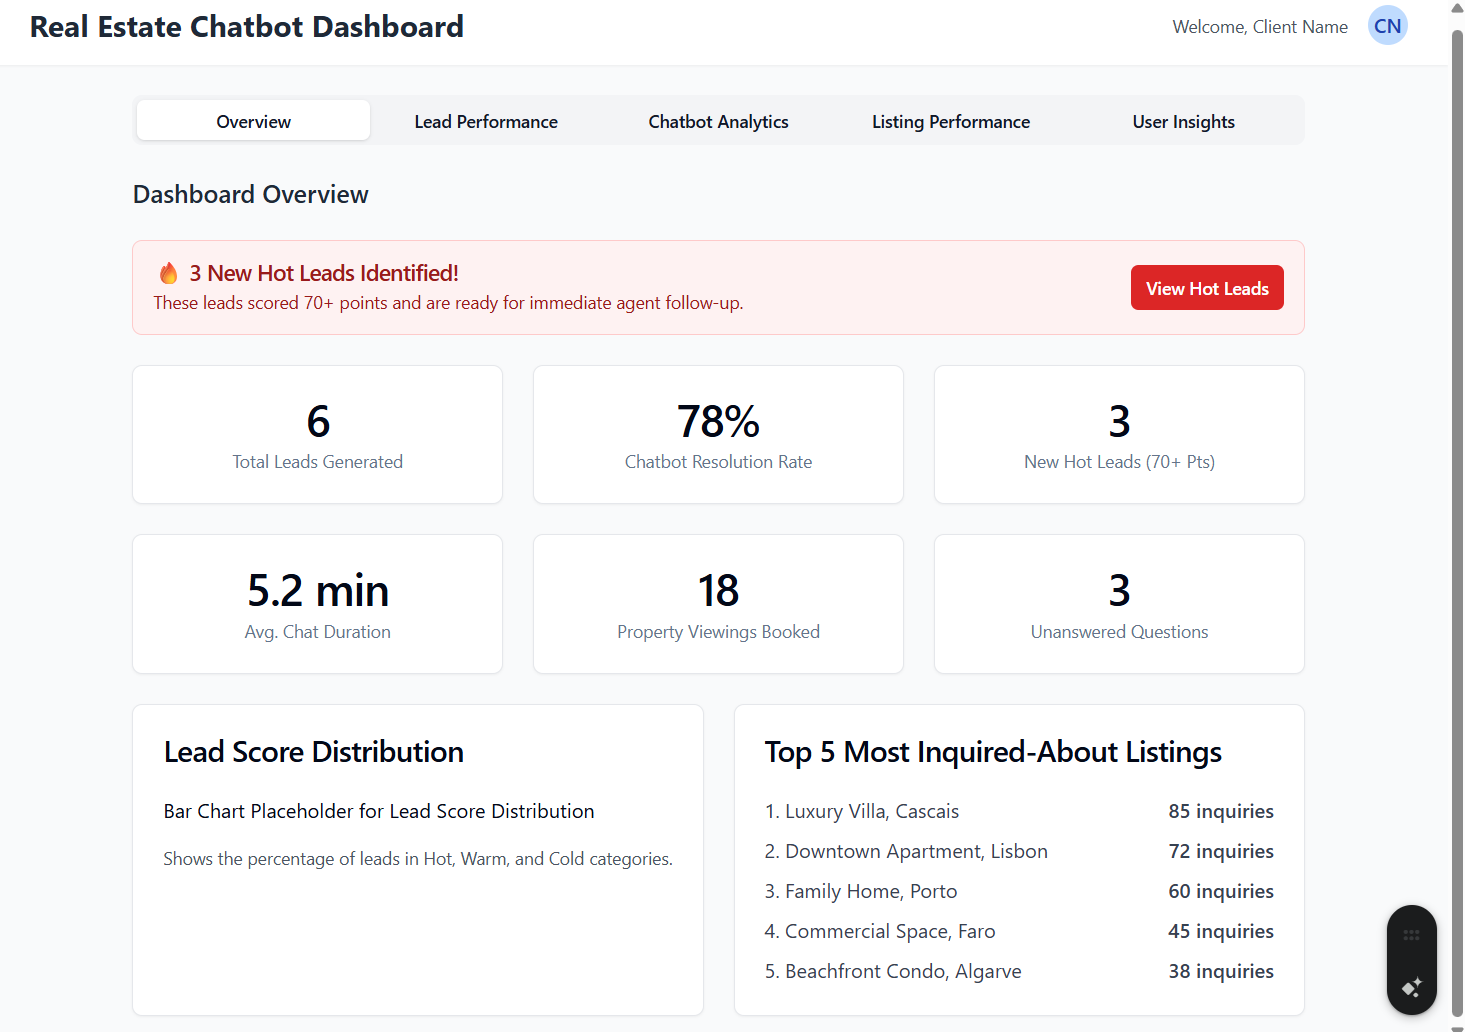 Real Estate Chatbot Dashboard
Welcome, Client Name
CN
Overview
Lead Performance
Chatbot Analytics
Listing Performance
User Insights
Dashboard Overview
3 New Hot Leads Identified!
These leads scored 70+ points and are ready for immediate agent follow-up.
View Hot Leads
6
Total Leads Generated
78%
Chatbot Resolution Rate
3
New Hot Leads (70+ Pts)
5.2 min
Avg. Chat Duration
18
Property Viewings Booked
3
Unanswered Questions
Lead Score Distribution
Bar Chart Placeholder for Lead Score Distribution
Shows the percentage of leads in Hot, Warm, and Cold categories.
Top 5 Most Inquired-About Listings
1. Luxury Villa, Cascais 85 inquiries
2. Downtown Apartment, Lisbon 72 inquiries
3. Family Home, Porto 60 inquiries
4. Commercial Space, Faro 45 inquiries
5. Beachfront Condo, Algarve 38 inquiries